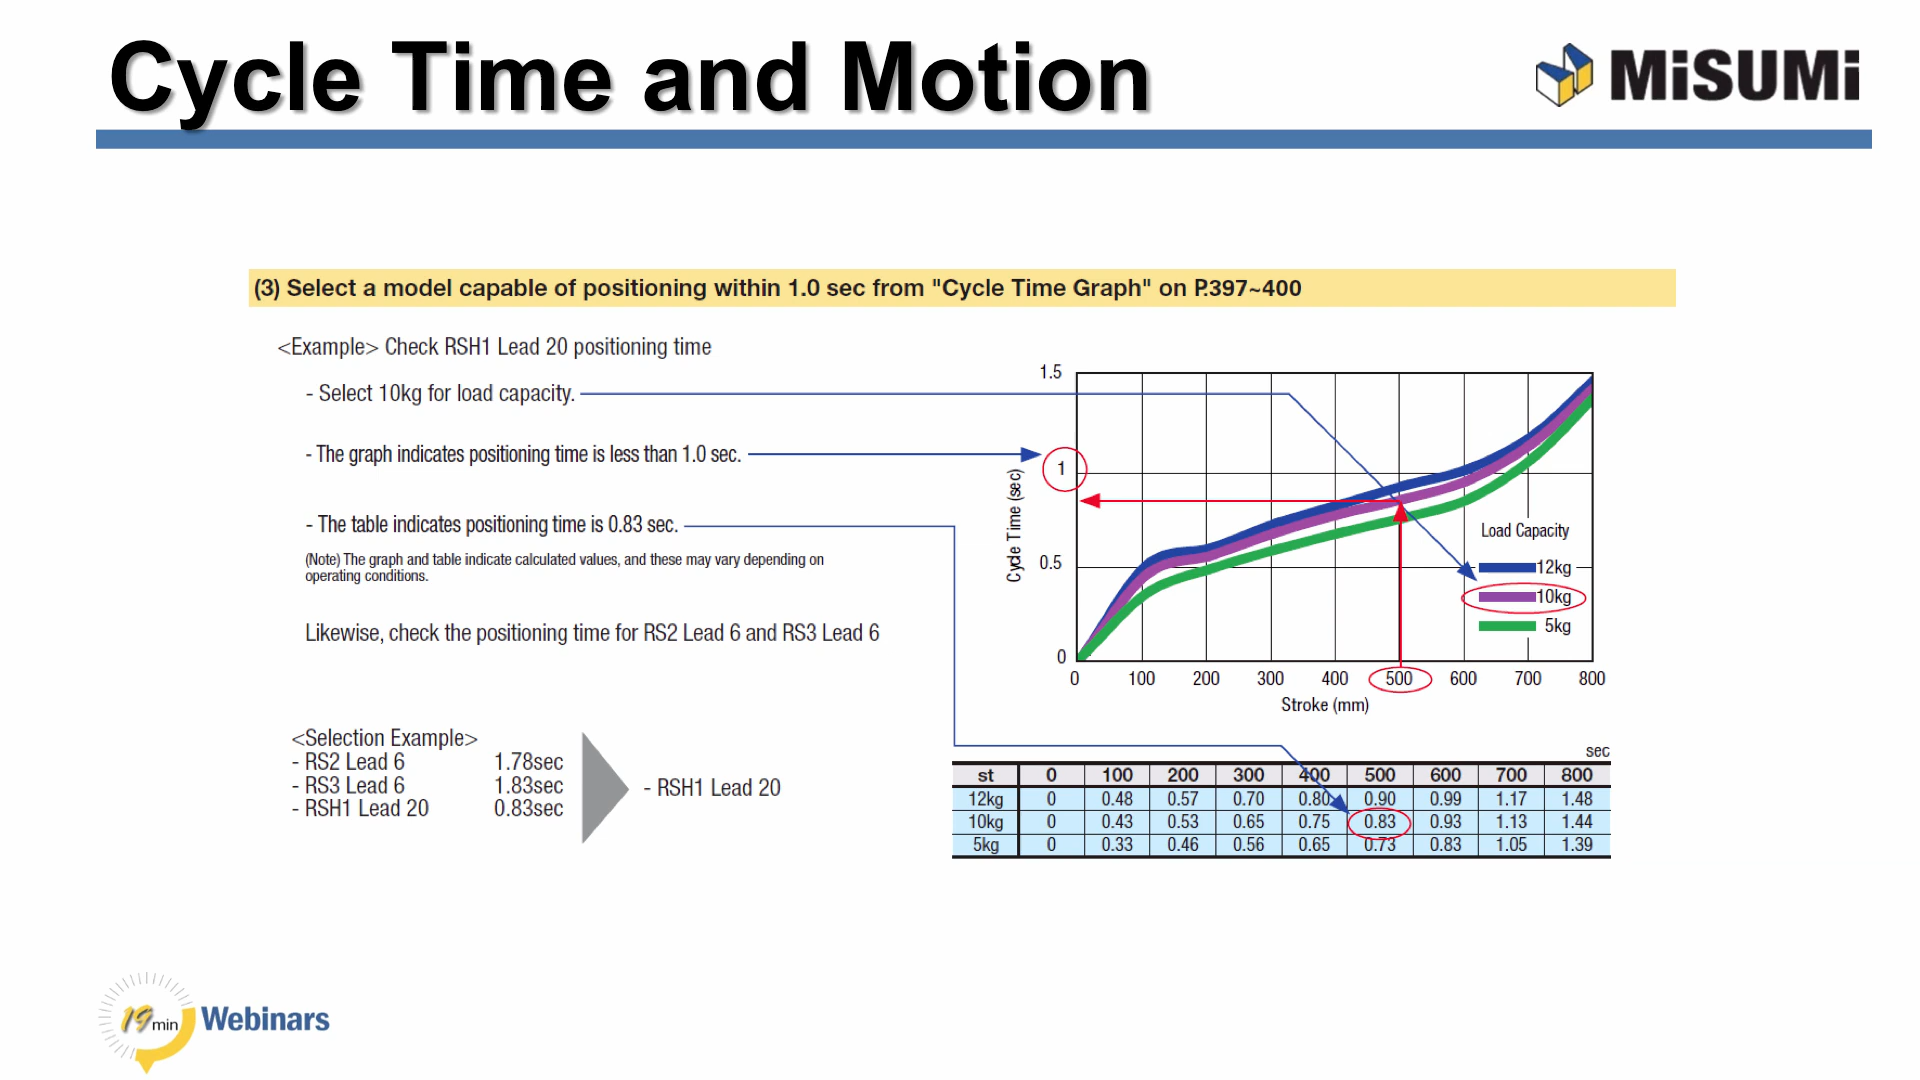 Cycle Time and Motion
MiSUMi
(3) Select a model capable of positioning within 1.0 sec from "Cycle Time Graph" on P.397~400
<Example> Check RSH1 Lead 20 positioning time
- Select 10kg for load capacity.
- The graph indicates positioning time is less than 1.0 sec.
- The table indicates positioning time is 0.83 sec.
(Note) The graph and table indicate calculated values, and these may vary depending on
operating conditions.
Likewise, check the positioning time for RS2 Lead 6 and RS3 Lead 6
<Selection Example>
- RS2 Lead 6 1.78sec
- RS3 Lead 6 1.83sec
- RSH1 Lead 20 0.83sec
- RSH1 Lead 20
1.5
1
0.5
0
Cycle Time (sec)
Load Capacity
12kg
10kg
5kg
0 100 200 300 400 500 600 700 800
Stroke (mm)
sec
st 0 100 200 300 400 500 600 700 800
12kg 0 0.48 0.57 0.70 0.80 0.90 0.99 1.17 1.48
10kg 0 0.43 0.53 0.65 0.75 0.83 0.93 1.13 1.44
5kg 0 0.33 0.46 0.56 0.65 0.73 0.83 1.05 1.39
19 min Webinars